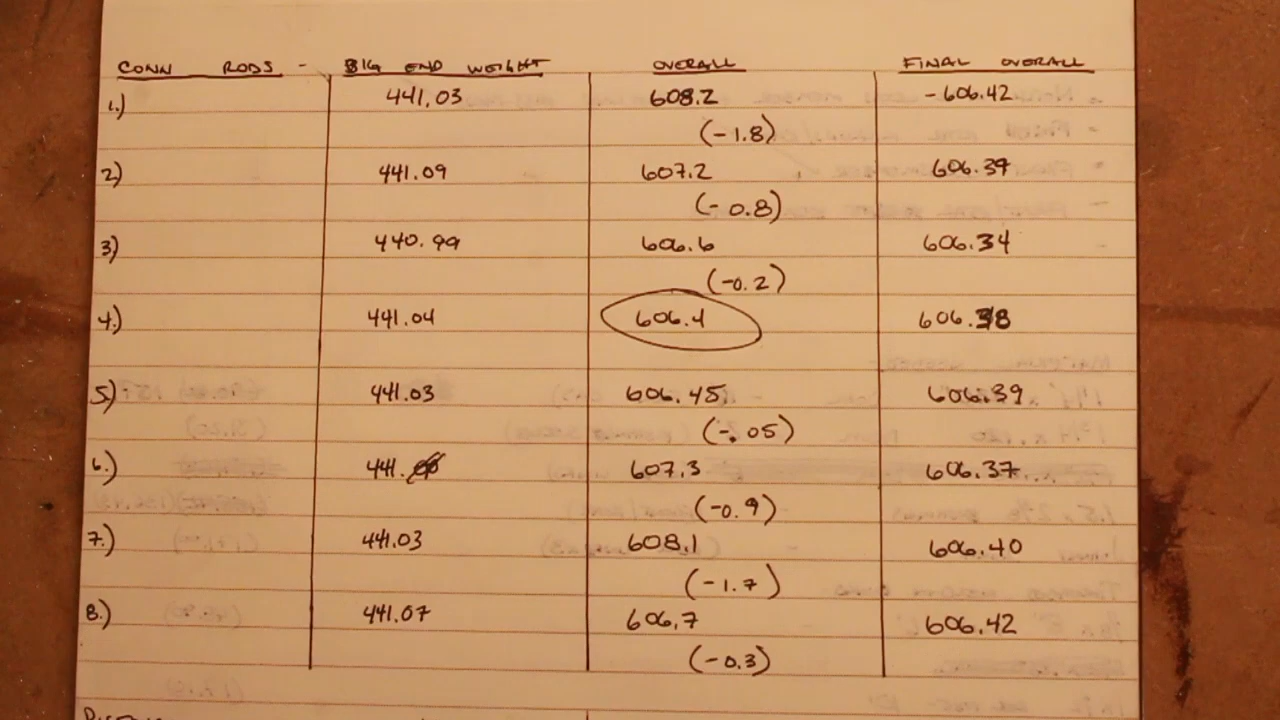 CONN RODS - BIG END WEIGHT OVERALL FINAL OVERALL
1.) 441.03 608.2 - 606.42
(-1.8)
2) 441.09 607.2 606.39
(-0.8)
3) 440.99 606.6 606.34
(-0.2)
4.) 441.04 606.4 606.38
5.) 441.03 606.45 606.39
(-.05)
6.) 441. 607.3 606.37
(-0.9)
7.) 441.03 608.1 606.40
(-1.7)
8.) 441.07 606.7 606.42
(-0.3)